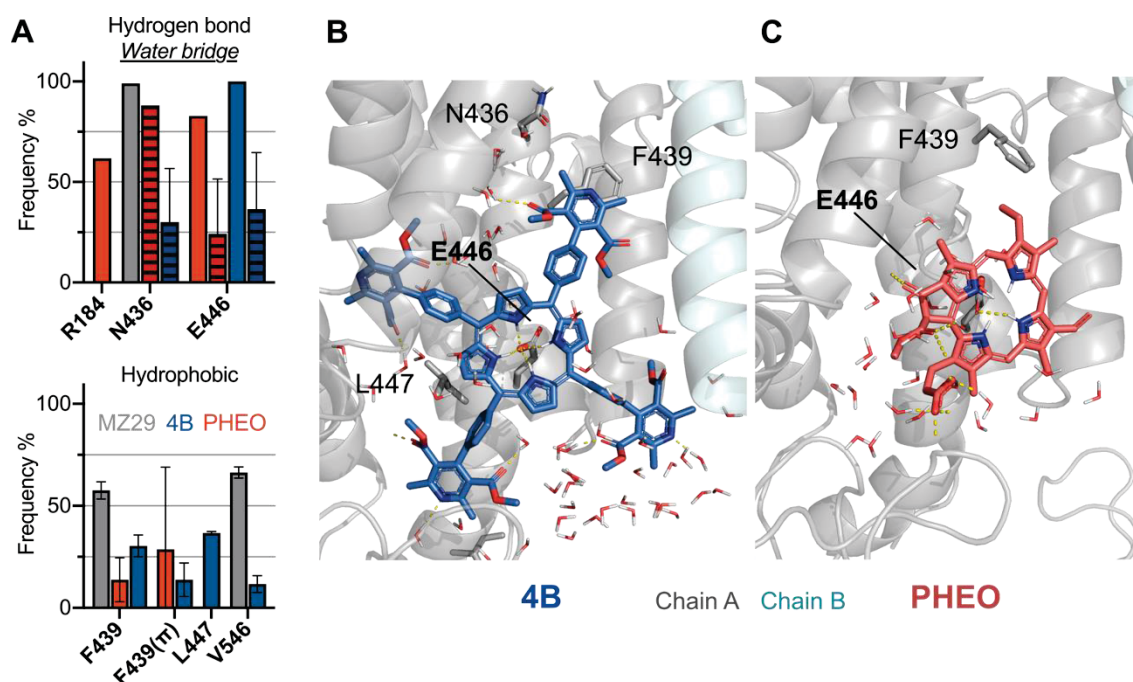 A
Hydrogen bond
Water bridge
Frequency %
100
50
0
R184
N436
E446
Hydrophobic
MZ29 4B PHEO
Frequency %
100
50
0
F439
F439(π)
L447
V546
B
N436
F439
E446
L447
4B
Chain A Chain B
C
F439
E446
PHEO